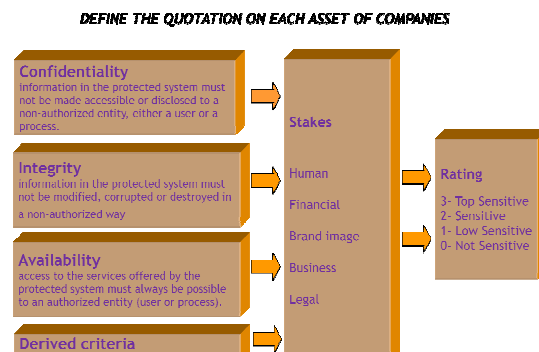 DEFINE THE QUOTATION ON EACH ASSET OF COMPANIES
Confidentiality
information in the protected system must
not be made accessible or disclosed to a
non-authorized entity, either a user or a
process.
Integrity
information in the protected system must
not be modified, corrupted or destroyed in
a non-authorized way
Availability
access to the services offered by the
protected system must always be possible
to an authorized entity (user or process).
Derived criteria
Stakes
Human
Financial
Brand image
Business
Legal
Rating
3- Top Sensitive
2- Sensitive
1- Low Sensitive
0- Not Sensitive